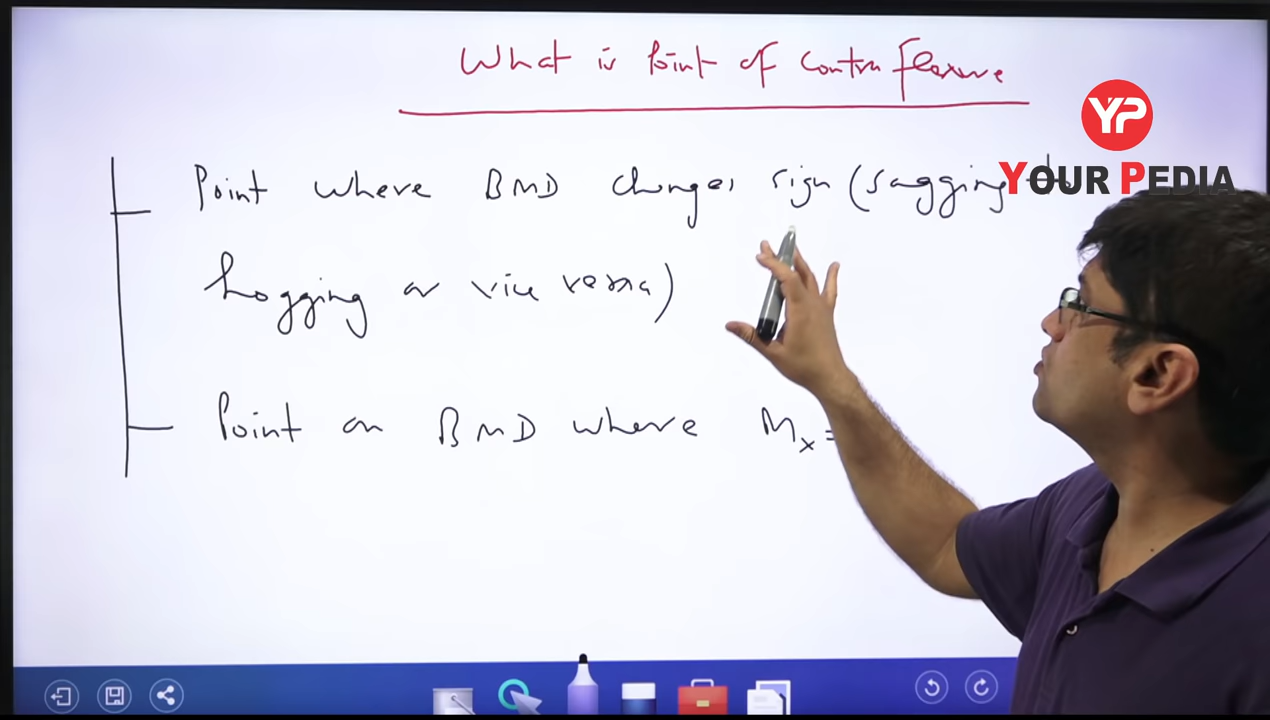 What is Point of Contra flexure
YP
YOUR PEDIA
Point where BMD changes sign (sagging to
hogging or vice versa)
Point on BMD where Mx=